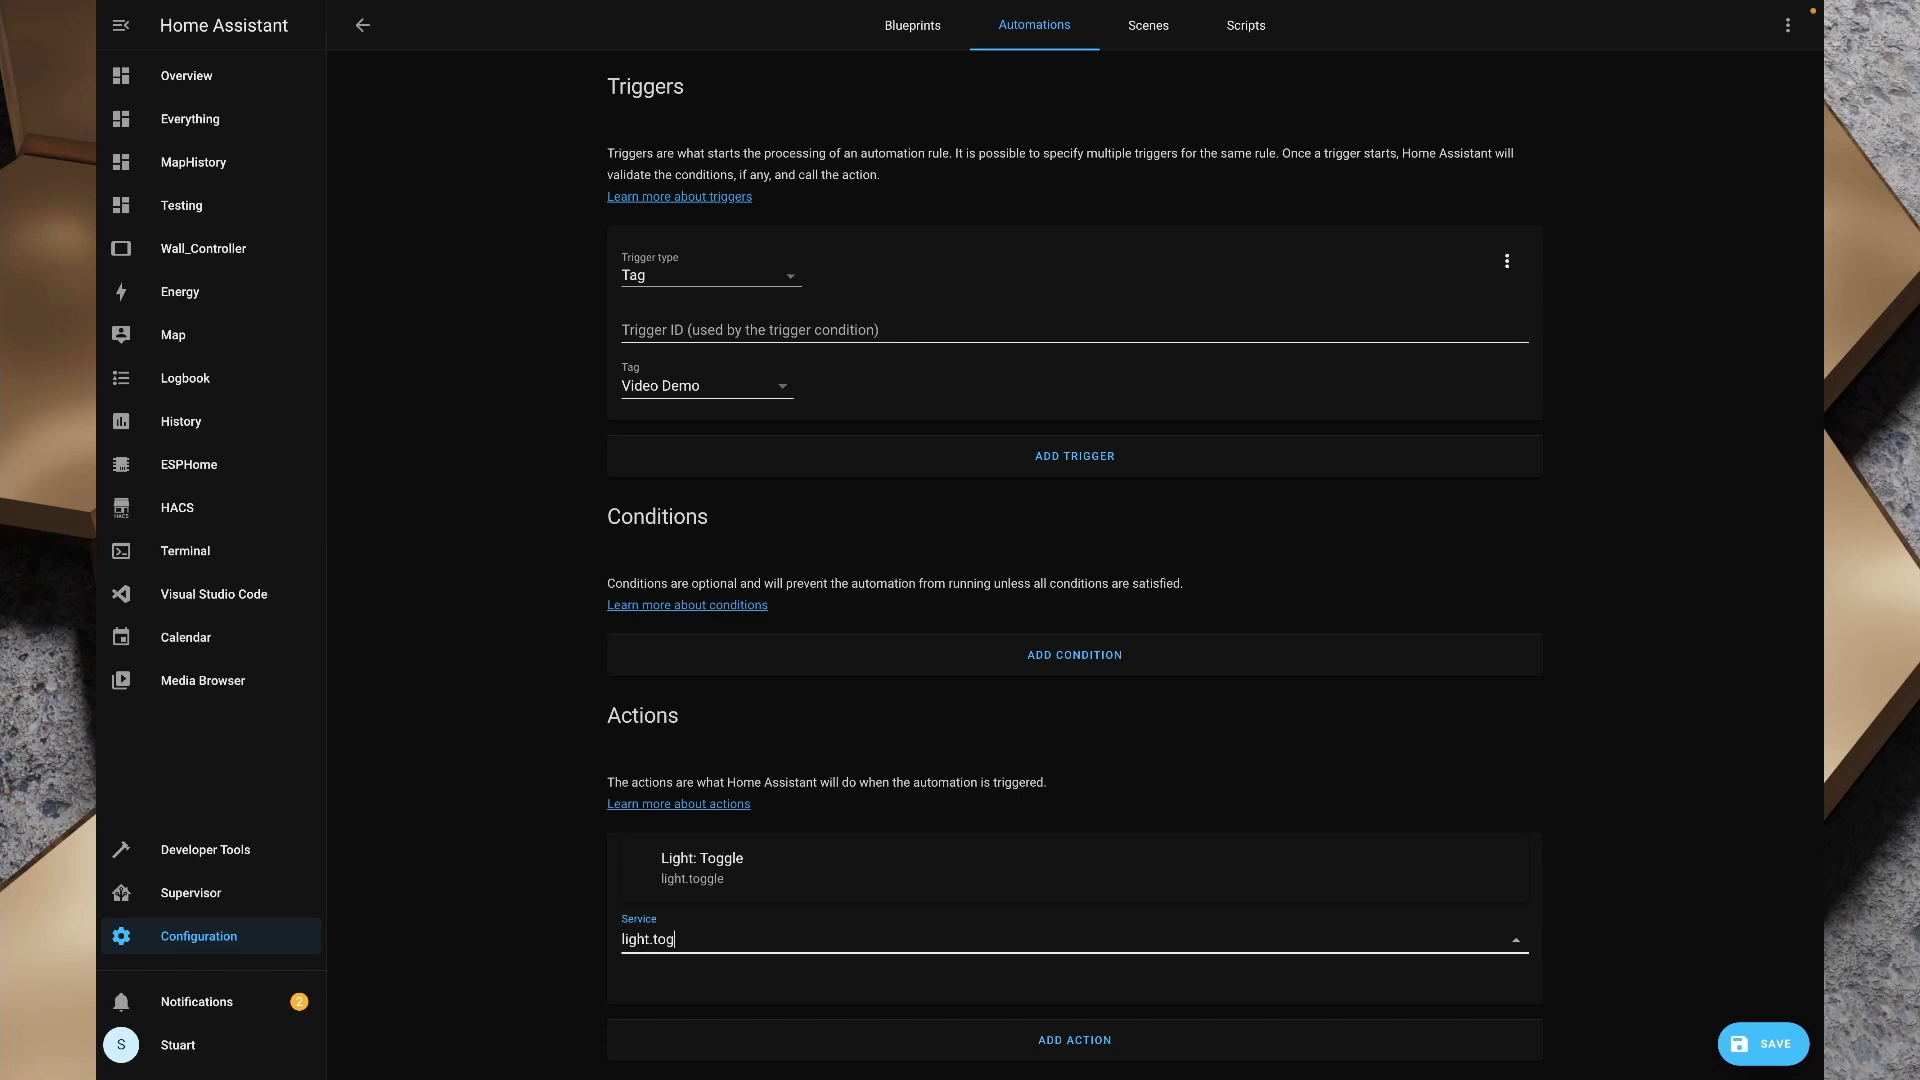 Home Assistant
Overview
Everything
MapHistory
Testing
Wall_Controller
Energy
Map
Logbook
History
ESPHome
HACS
HACS
Terminal
Visual Studio Code
Calendar
Media Browser
Developer Tools
Supervisor
Configuration
Notifications 2
S Stuart
Blueprints Automations Scenes Scripts
Triggers
Triggers are what starts the processing of an automation rule. It is possible to specify multiple triggers for the same rule. Once a trigger starts, Home Assistant will
validate the conditions, if any, and call the action.
Learn more about triggers
Trigger type
Tag
Trigger ID (used by the trigger condition)
Tag
Video Demo
ADD TRIGGER
Conditions
Conditions are optional and will prevent the automation from running unless all conditions are satisfied.
Learn more about conditions
ADD CONDITION
Actions
The actions are what Home Assistant will do when the automation is triggered.
Learn more about actions
Light: Toggle
light.toggle
Service
light.tog
ADD ACTION
SAVE